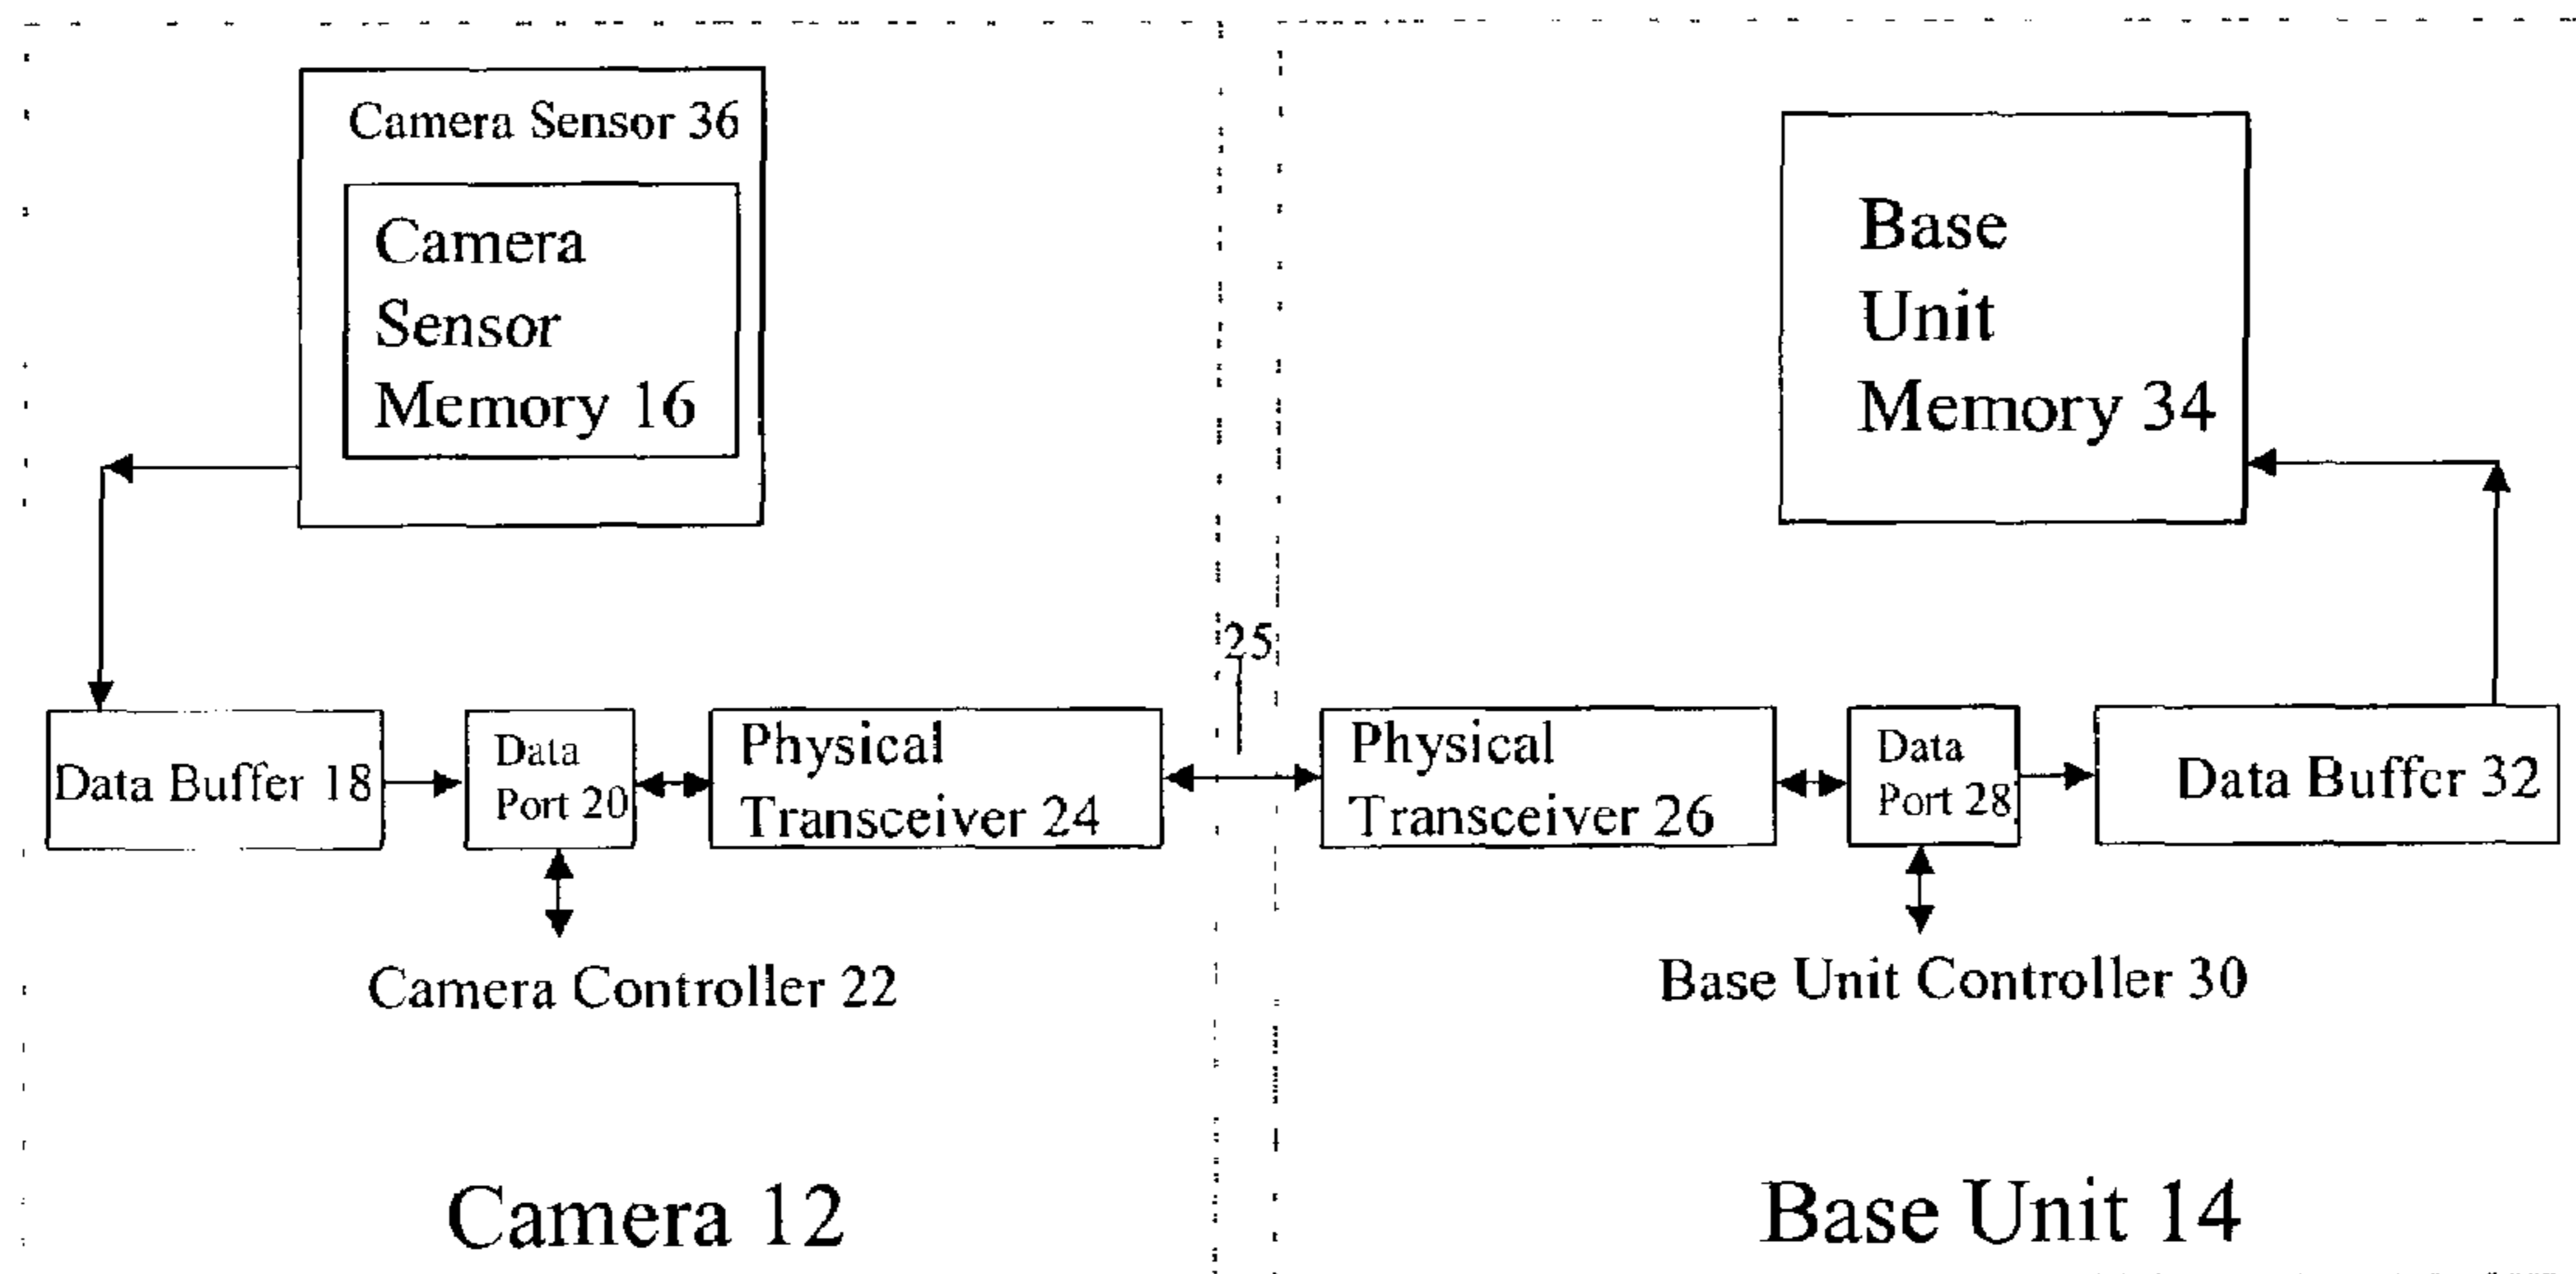 Camera Sensor 36
Camera
Sensor
Memory 16
Base
Unit
Memory 34
25
Data Buffer 18
Data
Port 20
Physical
Transceiver 24
Physical
Transceiver 26
Data
Port 28
Data Buffer 32
Camera Controller 22
Base Unit Controller 30
Camera 12
Base Unit 14